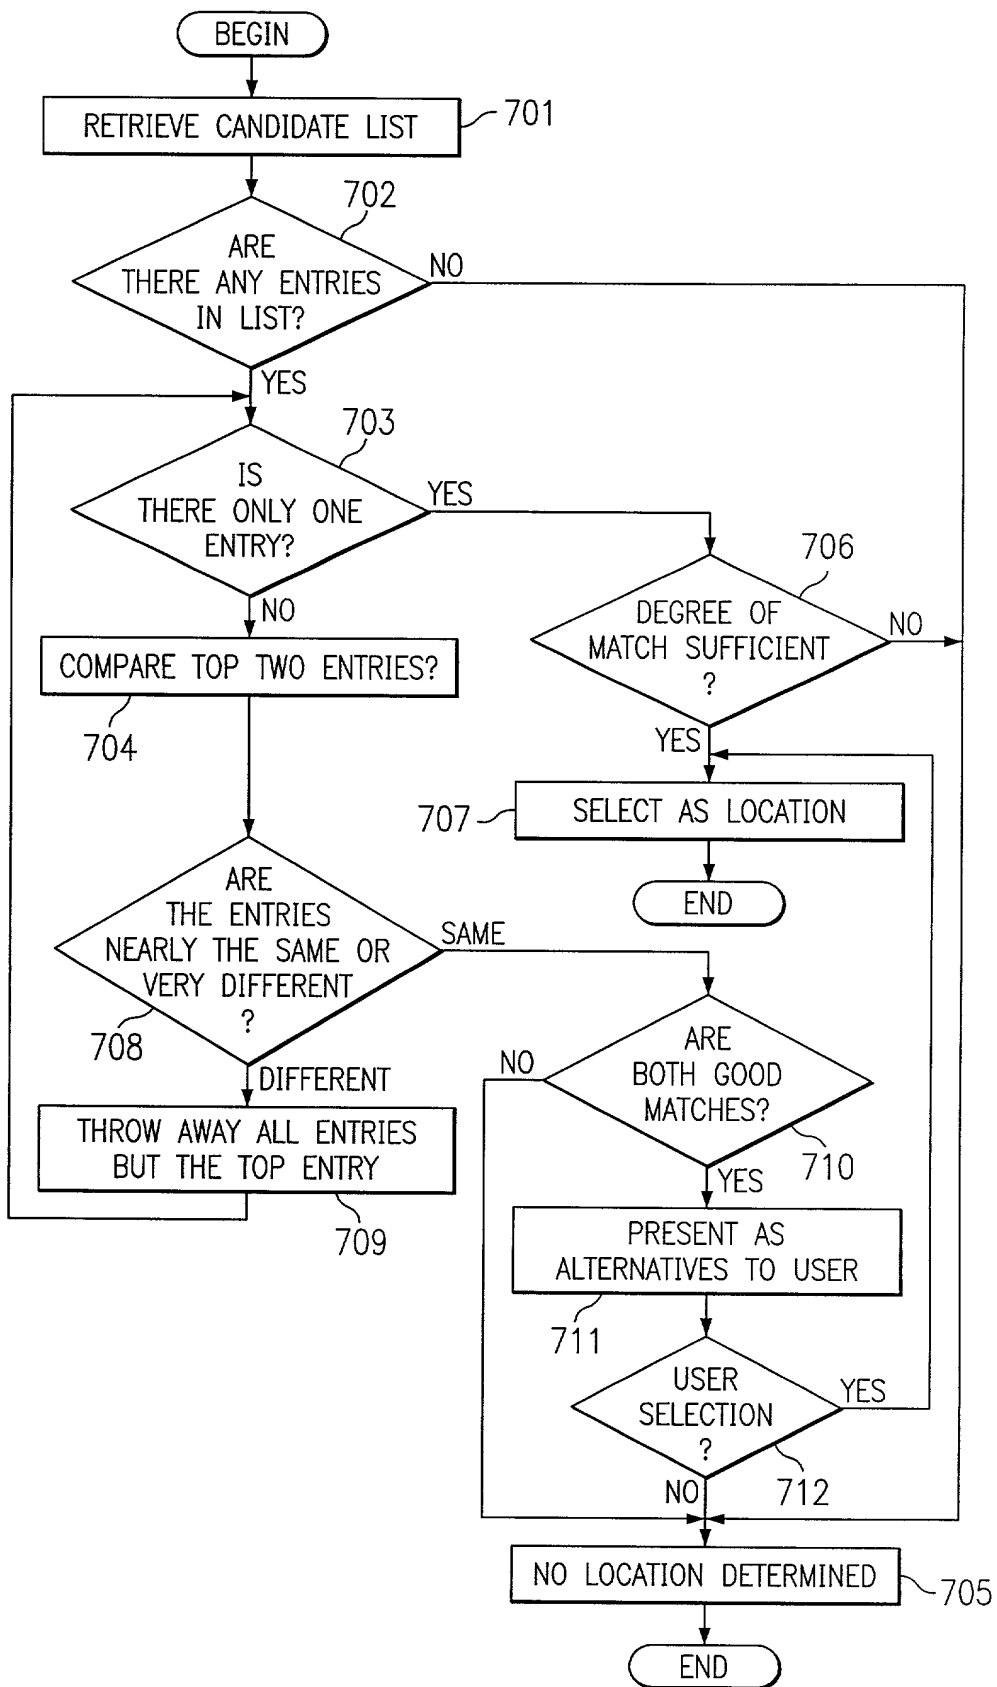 BEGIN
RETRIEVE CANDIDATE LIST
701
702
ARE
THERE ANY ENTRIES
IN LIST?
NO
YES
703
IS
THERE ONLY ONE
ENTRY?
YES
NO
706
DEGREE OF
MATCH SUFFICIENT
?
NO
YES
COMPARE TOP TWO ENTRIES?
704
707
SELECT AS LOCATION
END
ARE
THE ENTRIES
NEARLY THE SAME OR
VERY DIFFERENT
?
SAME
708
DIFFERENT
THROW AWAY ALL ENTRIES
BUT THE TOP ENTRY
709
ARE
BOTH GOOD
MATCHES?
NO
710
YES
PRESENT AS
ALTERNATIVES TO USER
711
USER
SELECTION
?
YES
712
NO
NO LOCATION DETERMINED
705
END